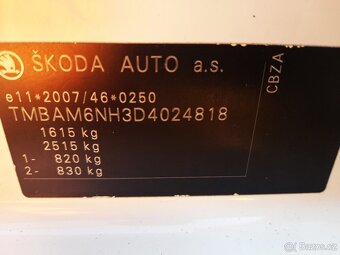 ŠKODA AUTO a.s.
e11*2007/46*0250
TMBAM6NH3D4024818
1615 kg
2515 kg
1- 820 kg
2- 830 kg
CBZA
Bazoš.cz